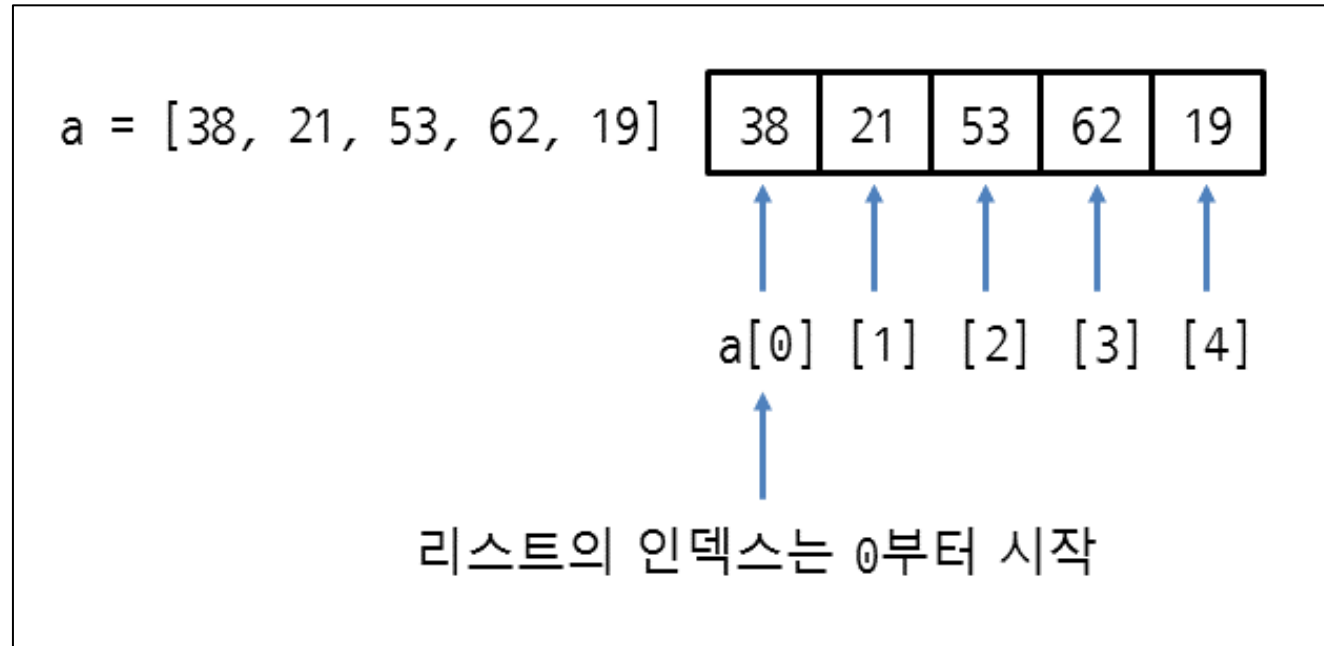 a = [38, 21, 53, 62, 19] 38 21 53 62 19
a[0] [1] [2] [3] [4]
리스트의 인덱스는 0부터 시작